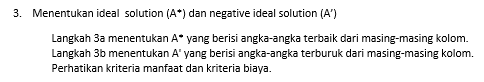 3. Menentukan ideal solution (A*) dan negative ideal solution (A')
Langkah 3a menentukan A* yang berisi angka-angka terbaik dari masing-masing kolom.
Langkah 3b menentukan A' yang berisi angka-angka terburuk dari masing-masing kolom.
Perhatikan kriteria manfaat dan kriteria biaya.